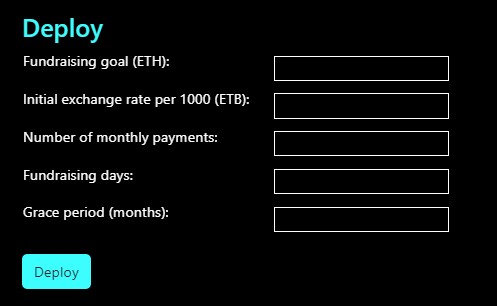 Deploy
Fundraising goal (ETH):
Initial exchange rate per 1000 (ETB):
Number of monthly payments:
Fundraising days:
Grace period (months):
Deploy